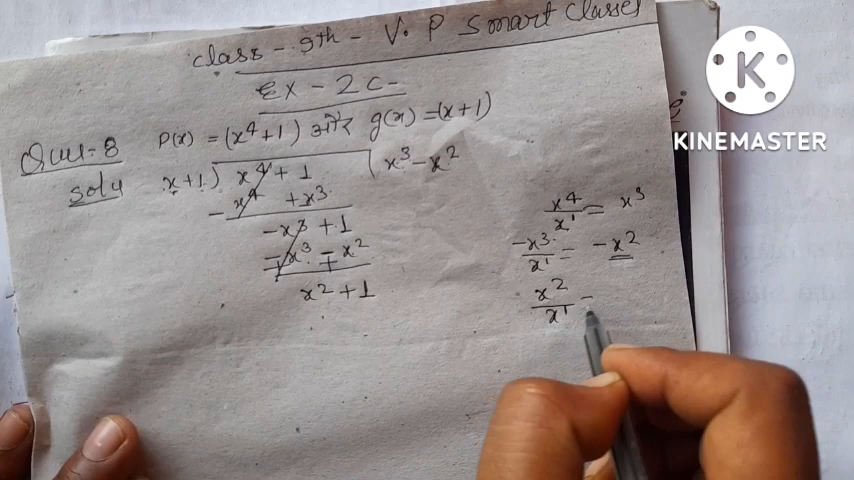 class - 9th - V. P Smart Classes
Ex - 2C -
Que:- 8 P(x) = (x⁴+1) और g(x) = (x+1)
Solⁿ x+1) x⁴ + 1 ( x³ - x²
- x⁴ + x³
-x³ + 1
-x³ - x²
- +
x² + 1
x⁴/x¹ = x³
-x³/x¹ = -x²
x²/x¹ =
K
KINEMASTER